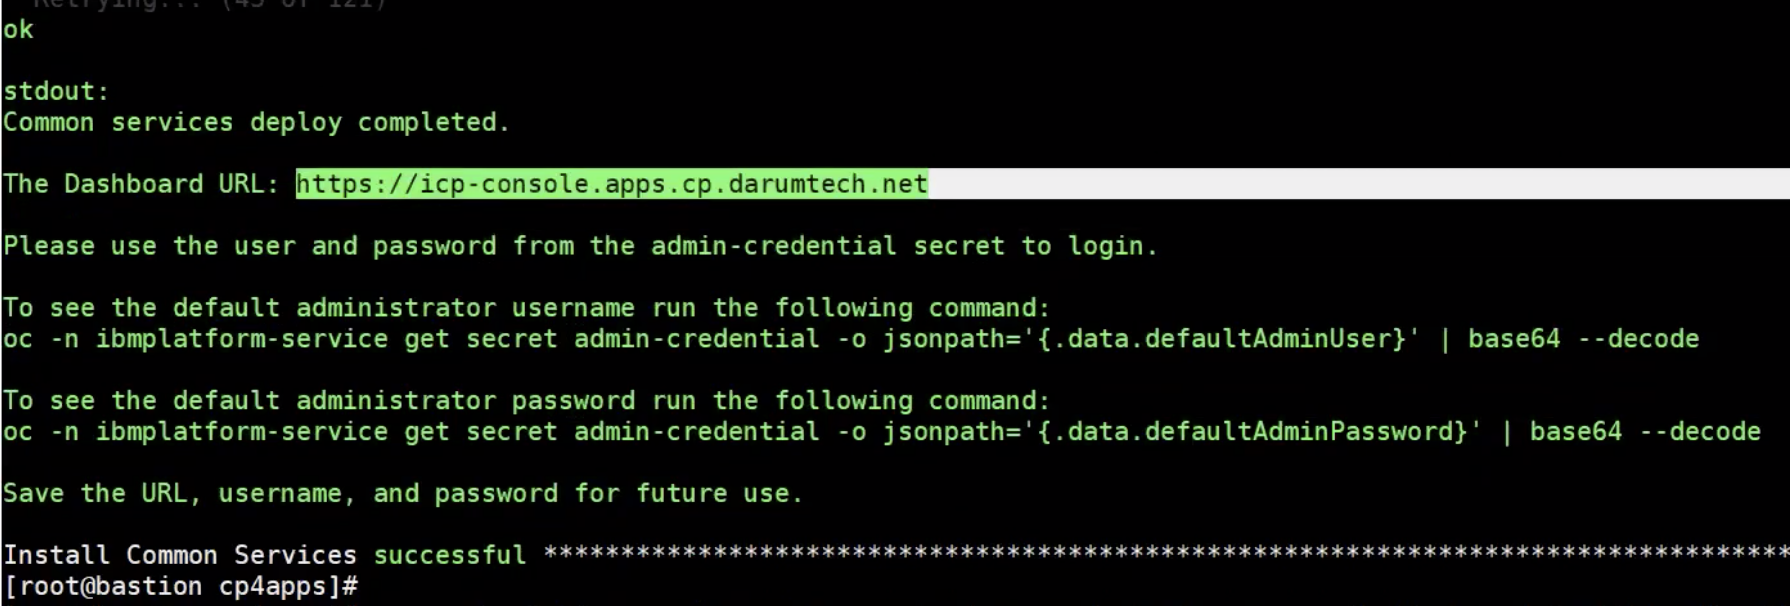 Retrying... (45 of 121)
ok
stdout:
Common services deploy completed.
The Dashboard URL: https://icp-console.apps.cp.darumtech.net
Please use the user and password from the admin-credential secret to login.
To see the default administrator username run the following command:
oc -n ibmplatform-service get secret admin-credential -o jsonpath='{.data.defaultAdminUser}' | base64 --decode
To see the default administrator password run the following command:
oc -n ibmplatform-service get secret admin-credential -o jsonpath='{.data.defaultAdminPassword}' | base64 --decode
Save the URL, username, and password for future use.
Install Common Services successful *********************************************************************************
[root@bastion cp4apps]#